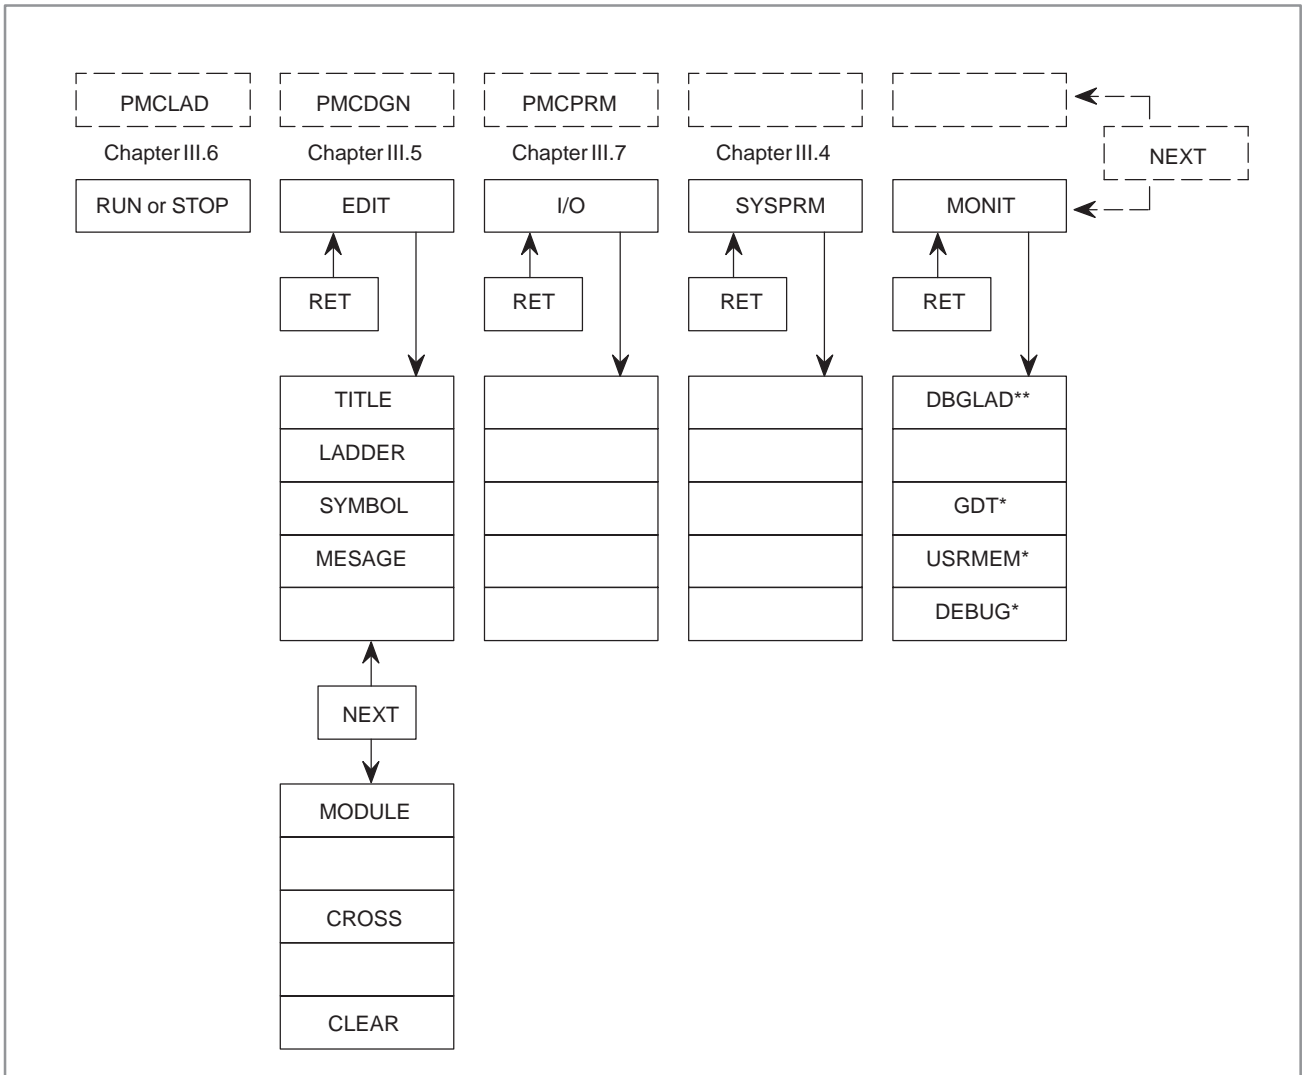 PMCLAD PMCDGN PMCPRM
NEXT
Chapter III.6 Chapter III.5 Chapter III.7 Chapter III.4
RUN or STOP EDIT I/O SYSPRM MONIT
RET RET RET RET
TITLE DBGLAD**
LADDER
SYMBOL GDT*
MESAGE USRMEM*
DEBUG*
NEXT
MODULE
CROSS
CLEAR